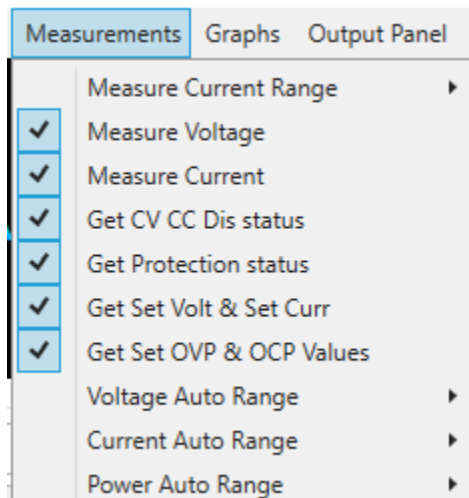 Measurements Graphs Output Panel
Measure Current Range
Measure Voltage
Measure Current
Get CV CC Dis status
Get Protection status
Get Set Volt & Set Curr
Get Set OVP & OCP Values
Voltage Auto Range
Current Auto Range
Power Auto Range